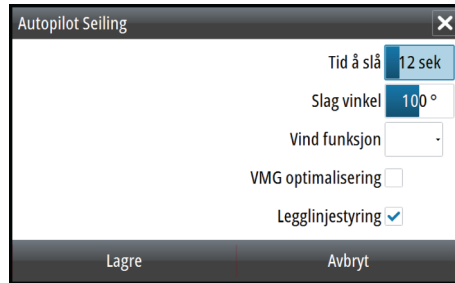 Autopilot Seiling
Tid å slå 12 sek
Slag vinkel 100 °
Vind funksjon
VMG optimalisering
Legglinjestyring
Lagre Avbryt